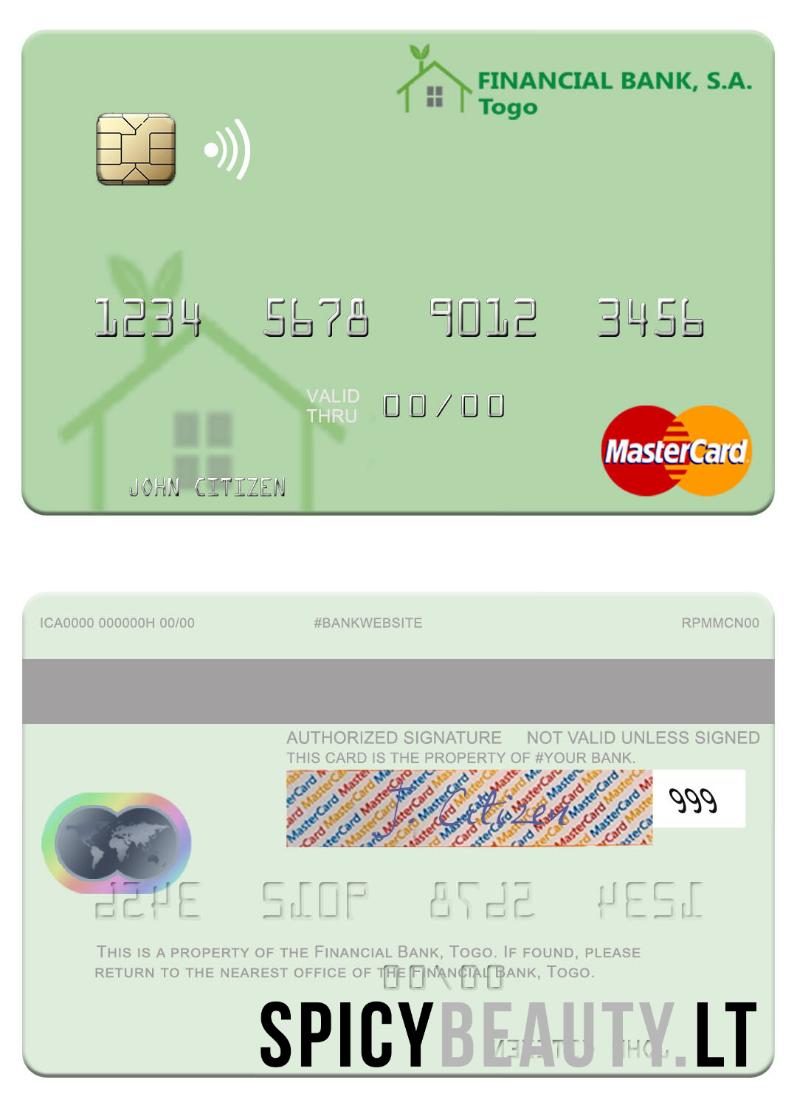 FINANCIAL BANK, S.A.
Togo
1234 5678 9012 3456
VALID
THRU 00/00
MasterCard
JOHN CITIZEN
ICA0000 000000H 00/00 #BANKWEBSITE RPMMCN00
AUTHORIZED SIGNATURE NOT VALID UNLESS SIGNED
THIS CARD IS THE PROPERTY OF #YOUR BANK.
J. Citizen 999
THIS IS A PROPERTY OF THE FINANCIAL BANK, TOGO. IF FOUND, PLEASE
RETURN TO THE NEAREST OFFICE OF THE FINANCIAL BANK, TOGO.
SPICYBEAUTY.LT